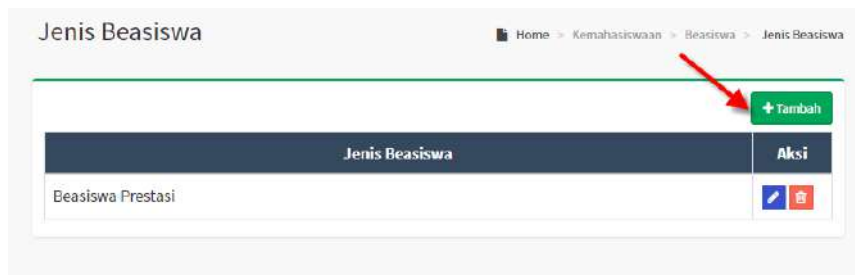 Jenis Beasiswa
Home > Kemahasiswaan > Beasiswa > Jenis Beasiswa
+ Tambah
Jenis Beasiswa Aksi
Beasiswa Prestasi